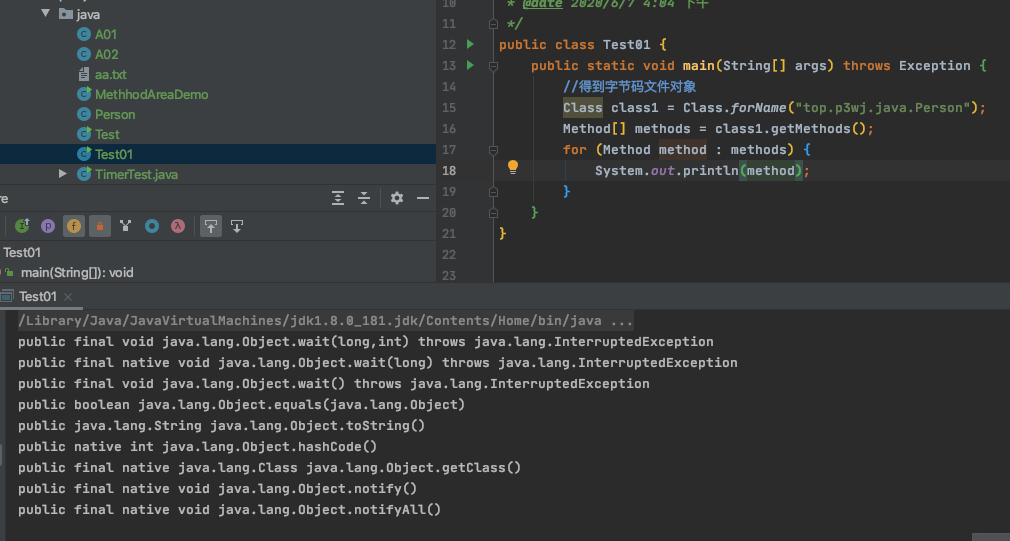 java
A01
A02
aa.txt
MethhodAreaDemo
Person
Test
Test01
TimerTest.java
re
Test01
main(String[]): void
10 * @date 2020/6/7 4:04 下午
11 */
12 public class Test01 {
13 public static void main(String[] args) throws Exception {
14 //得到字节码文件对象
15 Class class1 = Class.forName("top.p3wj.java.Person");
16 Method[] methods = class1.getMethods();
17 for (Method method : methods) {
18 System.out.println(method);
19 }
20 }
21 }
22
23
Test01 ×
/Library/Java/JavaVirtualMachines/jdk1.8.0_181.jdk/Contents/Home/bin/java ...
public final void java.lang.Object.wait(long,int) throws java.lang.InterruptedException
public final native void java.lang.Object.wait(long) throws java.lang.InterruptedException
public final void java.lang.Object.wait() throws java.lang.InterruptedException
public boolean java.lang.Object.equals(java.lang.Object)
public java.lang.String java.lang.Object.toString()
public native int java.lang.Object.hashCode()
public final native java.lang.Class java.lang.Object.getClass()
public final native void java.lang.Object.notify()
public final native void java.lang.Object.notifyAll()